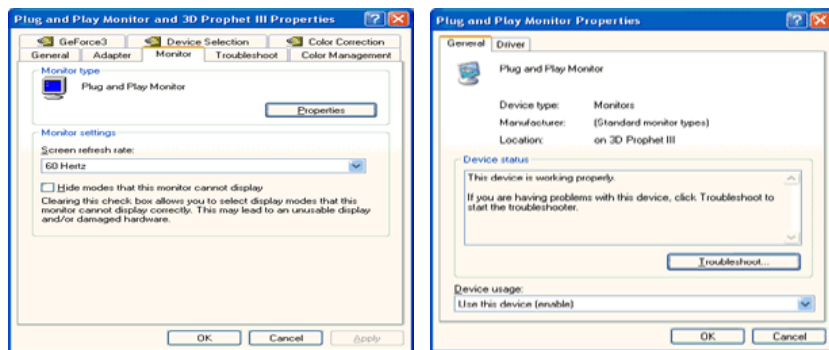 Plug and Play Monitor and 3D Prophet III Properties
GeForce3 Device Selection Color Correction
General Adapter Monitor Troubleshoot Color Management
Monitor type
Plug and Play Monitor
Properties
Monitor settings
Screen refresh rate:
60 Hertz
Hide modes that this monitor cannot display
Clearing this check box allows you to select display modes that this
monitor cannot display correctly. This may lead to an unusable display
and/or damaged hardware.
OK Cancel Apply
Plug and Play Monitor Properties
General Driver
Plug and Play Monitor
Device type: Monitors
Manufacturer: (Standard monitor types)
Location: on 3D Prophet III
Device status
This device is working properly.
If you are having problems with this device, click Troubleshoot to
start the troubleshooter.
Troubleshoot...
Device usage:
Use this device (enable)
OK Cancel